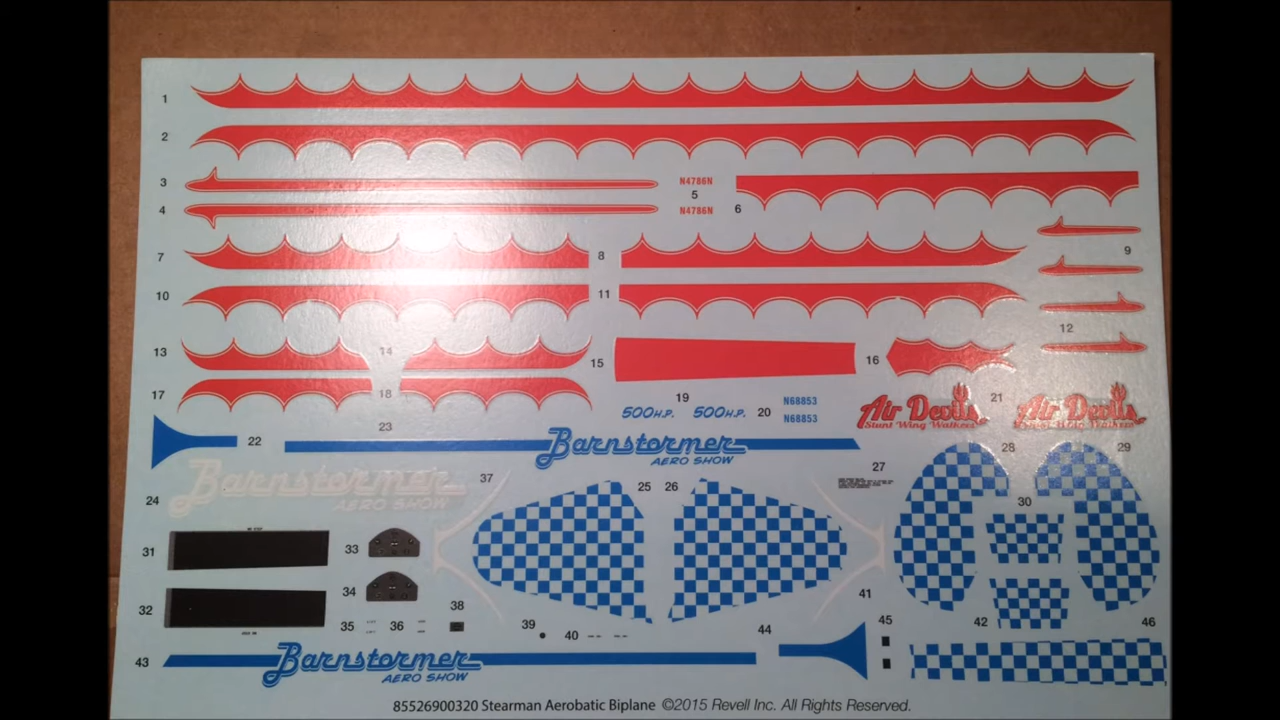 1
2
3
N4786N
5
4
N4786N
6
7
8
9
10
11
12
13
14
15
16
17
18
19
500H.P.
500H.P.
20
N68853
N68853
21
Air Devils
Stunt Wing Walkers
Air Devils
Stunt Wing Walkers
22
23
Barnstormer
AERO SHOW
24
Barnstormer
AERO SHOW
37
25
26
27
28
29
30
31
33
32
34
35
36
38
39
40
41
42
43
Barnstormer
AERO SHOW
44
45
46
85526900320 Stearman Aerobatic Biplane ©2015 Revell Inc. All Rights Reserved.